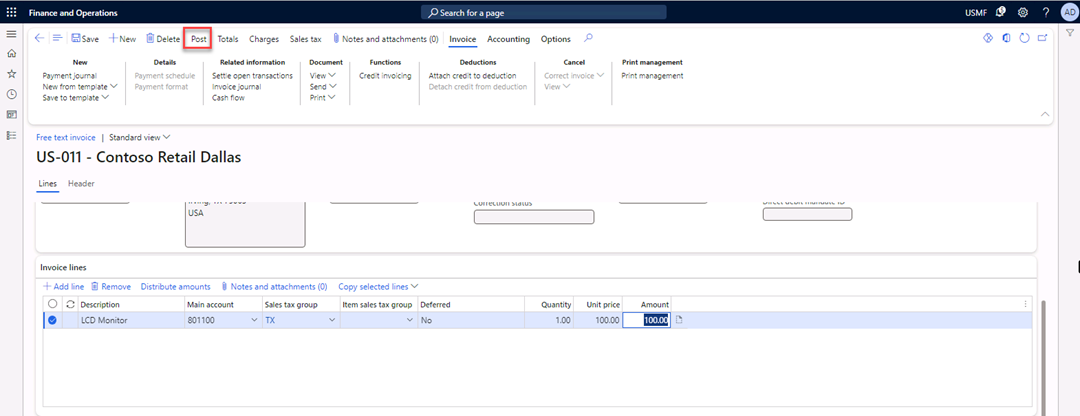 Finance and Operations Search for a page USMF AD
Save New Delete Post Totals Charges Sales tax Notes and attachments (0) Invoice Accounting Options
New Details Related information Document Functions Deductions Cancel Print management
Payment journal Payment schedule Settle open transactions View Credit invoicing Attach credit to deduction Correct invoice Print management
New from template Payment format Invoice journal Send Detach credit from deduction View
Save to template Cash flow Print
Free text invoice | Standard view
US-011 - Contoso Retail Dallas
Lines Header
Correction status Direct debit mandate ID
USA
Invoice lines
Add line Remove Distribute amounts Notes and attachments (0) Copy selected lines
Description Main account Sales tax group Item sales tax group Deferred Quantity Unit price Amount
LCD Monitor 801100 TX No 1.00 100.00 100.00